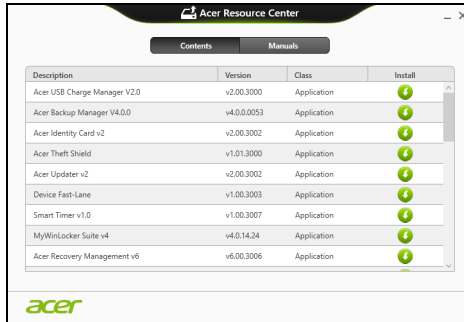 Acer Resource Center
Contents Manuals
Description Version Class Install
Acer USB Charge Manager V2.0 v2.00.3000 Application
Acer Backup Manager V4.0.0 v4.0.0.0053 Application
Acer Identity Card v2 v2.00.3002 Application
Acer Theft Shield v1.01.3000 Application
Acer Updater v2 v2.00.3002 Application
Device Fast-Lane v1.00.3003 Application
Smart Timer v1.0 v1.00.3007 Application
MyWinLocker Suite v4 v4.0.14.24 Application
Acer Recovery Management v6 v6.00.3006 Application
acer